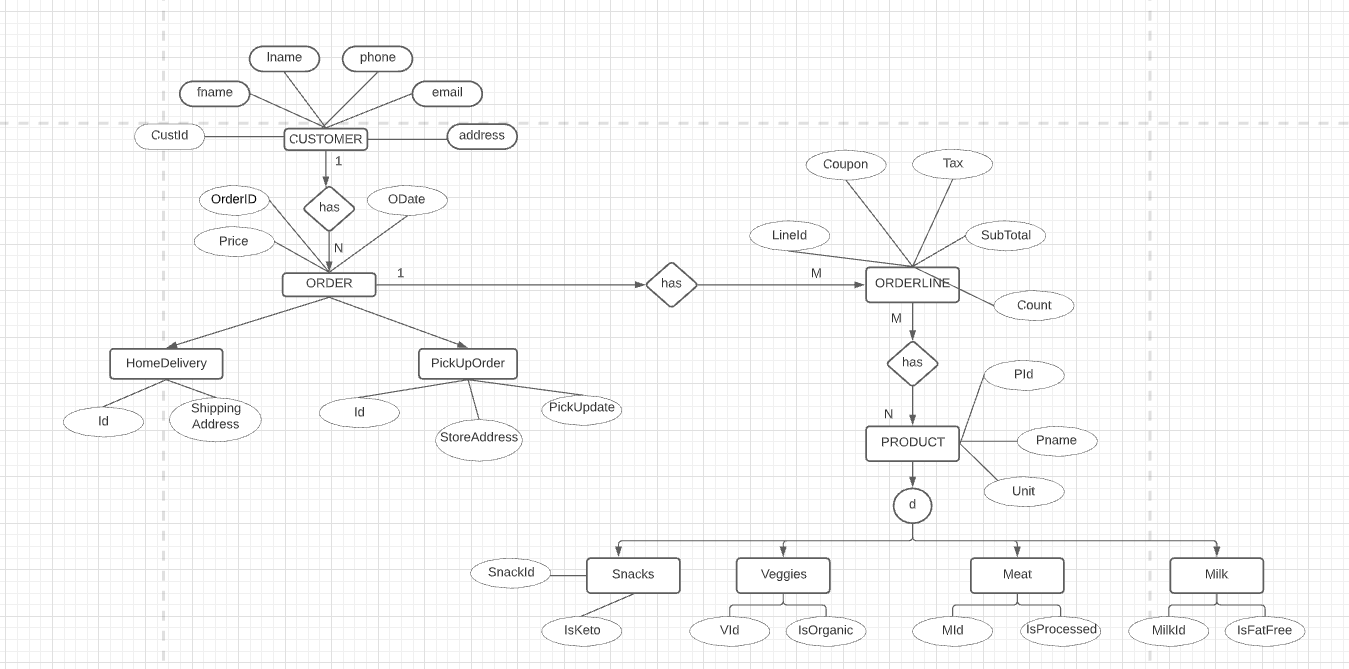 lname
phone
fname
email
CustId
CUSTOMER
address
1
Coupon
Tax
OrderID
has
ODate
LineId
SubTotal
Price
N
ORDER
1
has
M
ORDERLINE
Count
M
HomeDelivery
PickUpOrder
has
PId
Id
Shipping
Address
Id
StoreAddress
PickUpdate
N
PRODUCT
Pname
Unit
d
SnackId
Snacks
Veggies
Meat
Milk
IsKeto
VId
IsOrganic
MId
IsProcessed
MilkId
IsFatFree